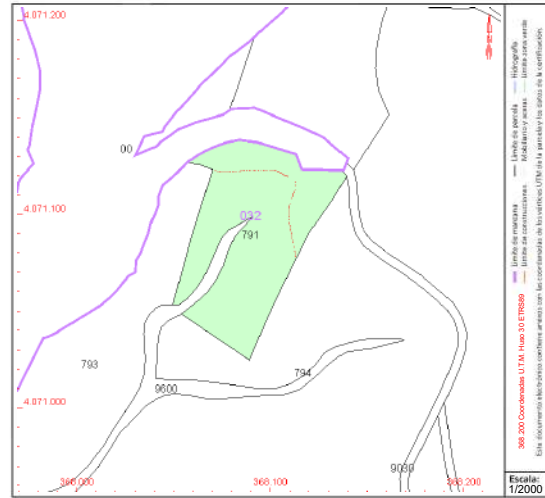 4.071.200
00
4.071.100
032
791
793
794
9600
4.071.000
9030
368.000
368.100
368.200
368.200 Coordenadas U.T.M. Huso 30 ETRS89
Límite de manzana
Límite de parcela
Hidrografía
Límite de construcciones
Mobiliario y aceras
Límite zona verde
Este documento electrónico contiene anexos con las coordenadas de los vértices UTM de la parcela y los datos de la certificación.
Escala:
1/2000